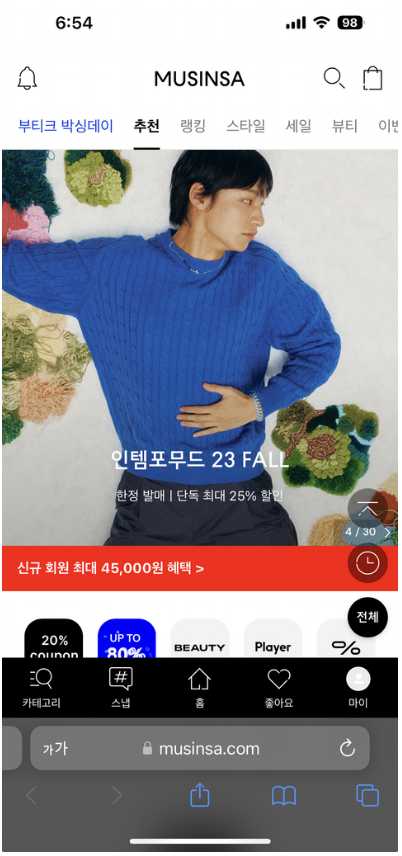 6:54
98
MUSINSA
부티크 박싱데이 추천 랭킹 스타일 세일 뷰티
인템포무드 23 FALL
한정 발매 | 단독 최대 25% 할인
4 / 30 >
신규 회원 최대 45,000원 혜택 >
전체
20%
coupon
UP TO
80%
BEAUTY
Player
%
카테고리 스냅 홈 좋아요 마이
가가 musinsa.com